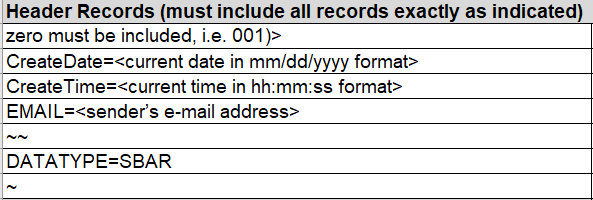 Header Records (must include all records exactly as indicated)
zero must be included, i.e. 001)>
CreateDate=<current date in mm/dd/yyyy format>
CreateTime=<current time in hh:mm:ss format>
EMAIL=<sender’s e-mail address>
~~
DATATYPE=SBAR
~